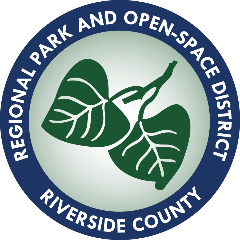 REGIONAL PARK AND OPEN-SPACE DISTRICT
RIVERSIDE COUNTY